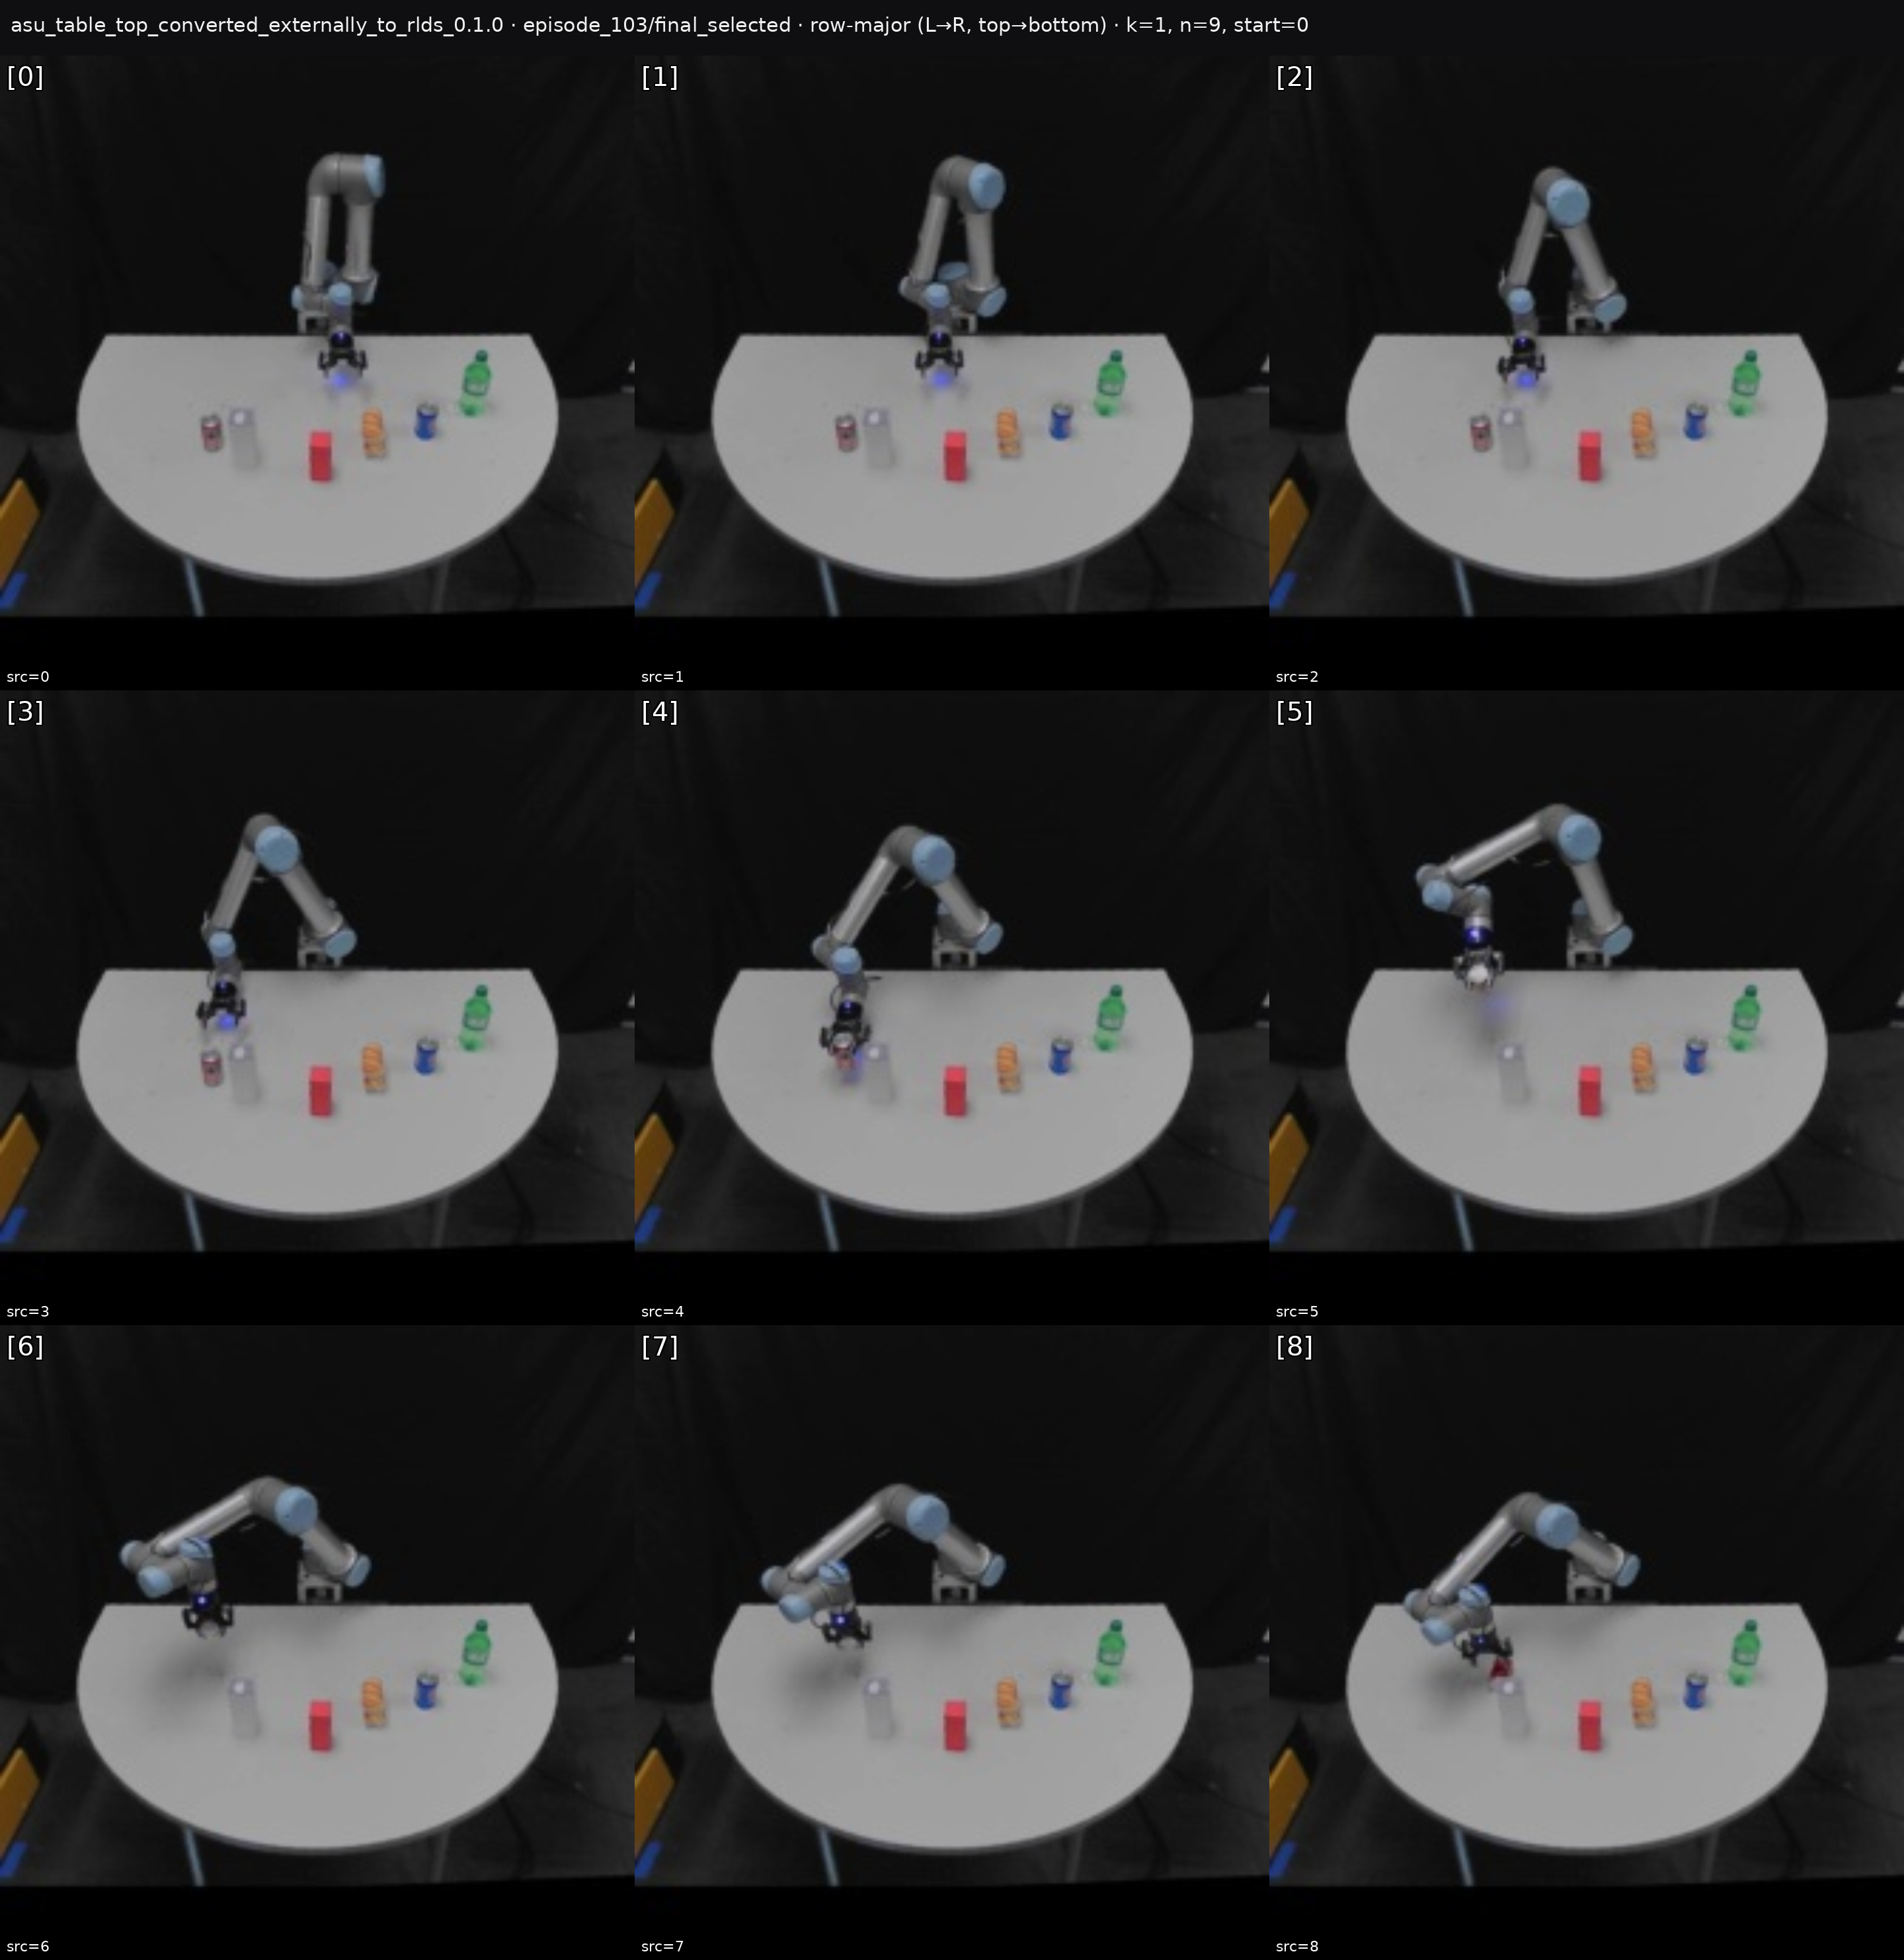 asu_table_top_converted_externally_to_rlds_0.1.0 · episode_103/final_selected · row-major (L→R, top→bottom) · k=1, n=9, start=0
[0]
[1]
[2]
src=0
src=1
src=2
[3]
[4]
[5]
src=3
src=4
src=5
[6]
[7]
[8]
src=6
src=7
src=8